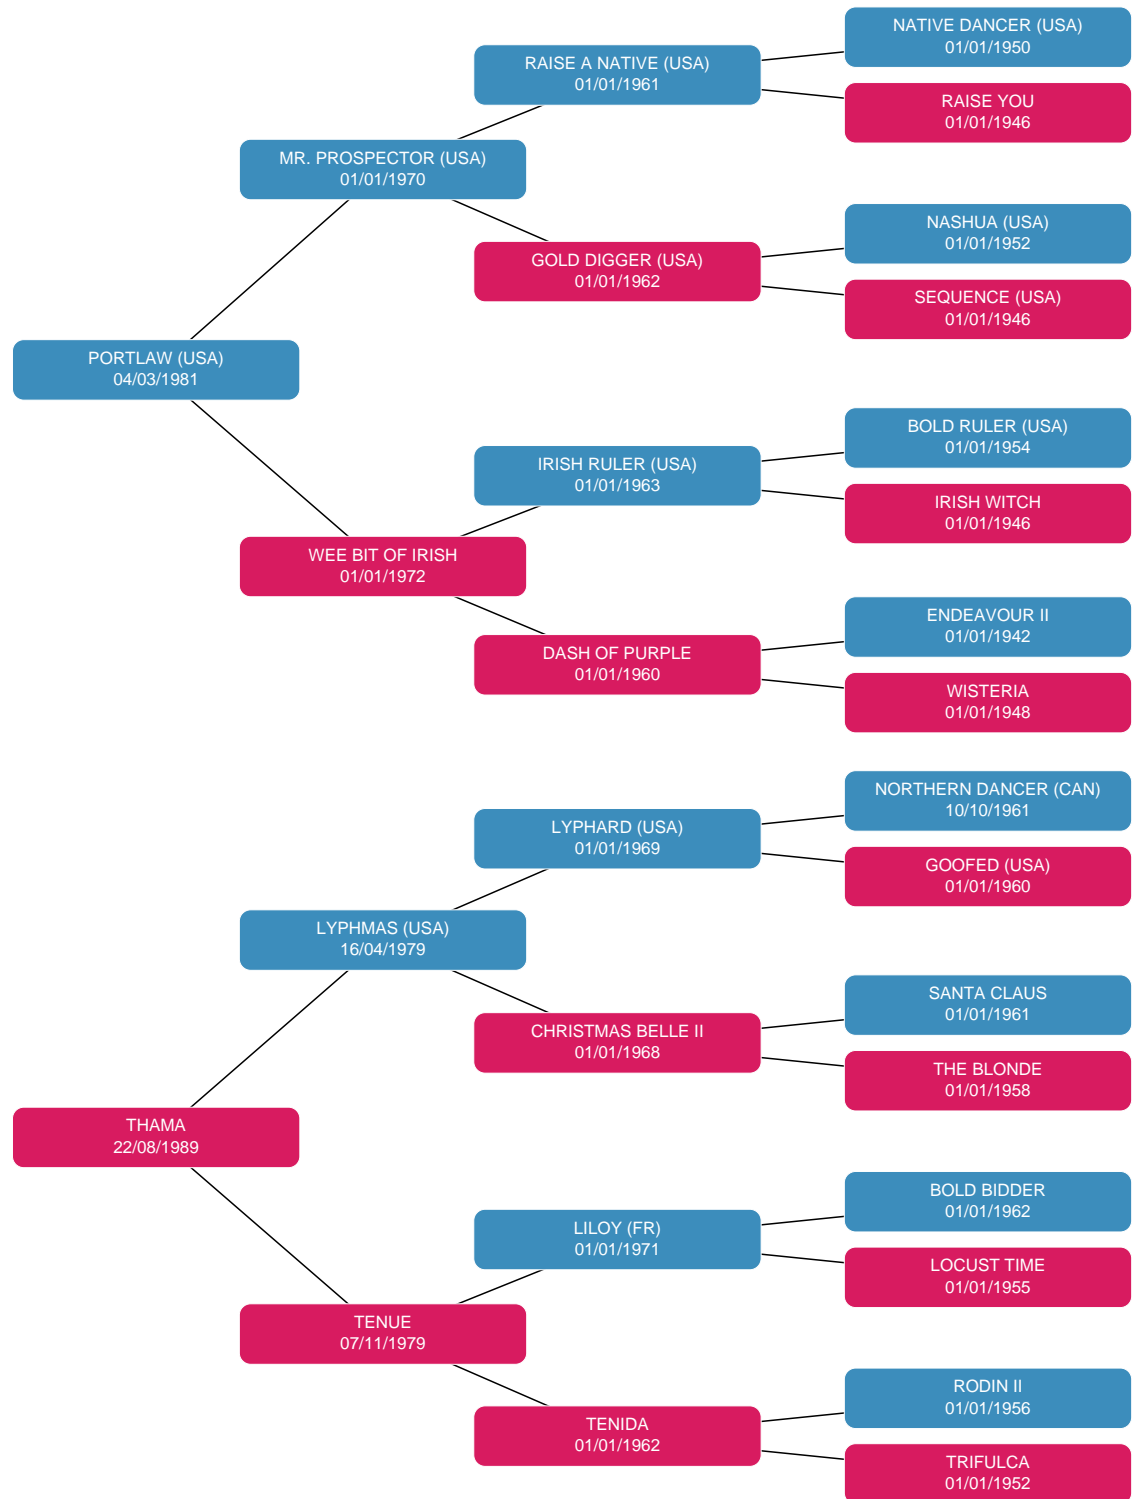 NATIVE DANCER (USA)
01/01/1950
RAISE A NATIVE (USA)
01/01/1961
RAISE YOU
01/01/1946
MR. PROSPECTOR (USA)
01/01/1970
NASHUA (USA)
01/01/1952
GOLD DIGGER (USA)
01/01/1962
SEQUENCE (USA)
01/01/1946
PORTLAW (USA)
04/03/1981
BOLD RULER (USA)
01/01/1954
IRISH RULER (USA)
01/01/1963
IRISH WITCH
01/01/1946
WEE BIT OF IRISH
01/01/1972
ENDEAVOUR II
01/01/1942
DASH OF PURPLE
01/01/1960
WISTERIA
01/01/1948
NORTHERN DANCER (CAN)
10/10/1961
LYPHARD (USA)
01/01/1969
GOOFED (USA)
01/01/1960
LYPHMAS (USA)
16/04/1979
SANTA CLAUS
01/01/1961
CHRISTMAS BELLE II
01/01/1968
THE BLONDE
01/01/1958
THAMA
22/08/1989
BOLD BIDDER
01/01/1962
LILOY (FR)
01/01/1971
LOCUST TIME
01/01/1955
TENUE
07/11/1979
RODIN II
01/01/1956
TENIDA
01/01/1962
TRIFULCA
01/01/1952